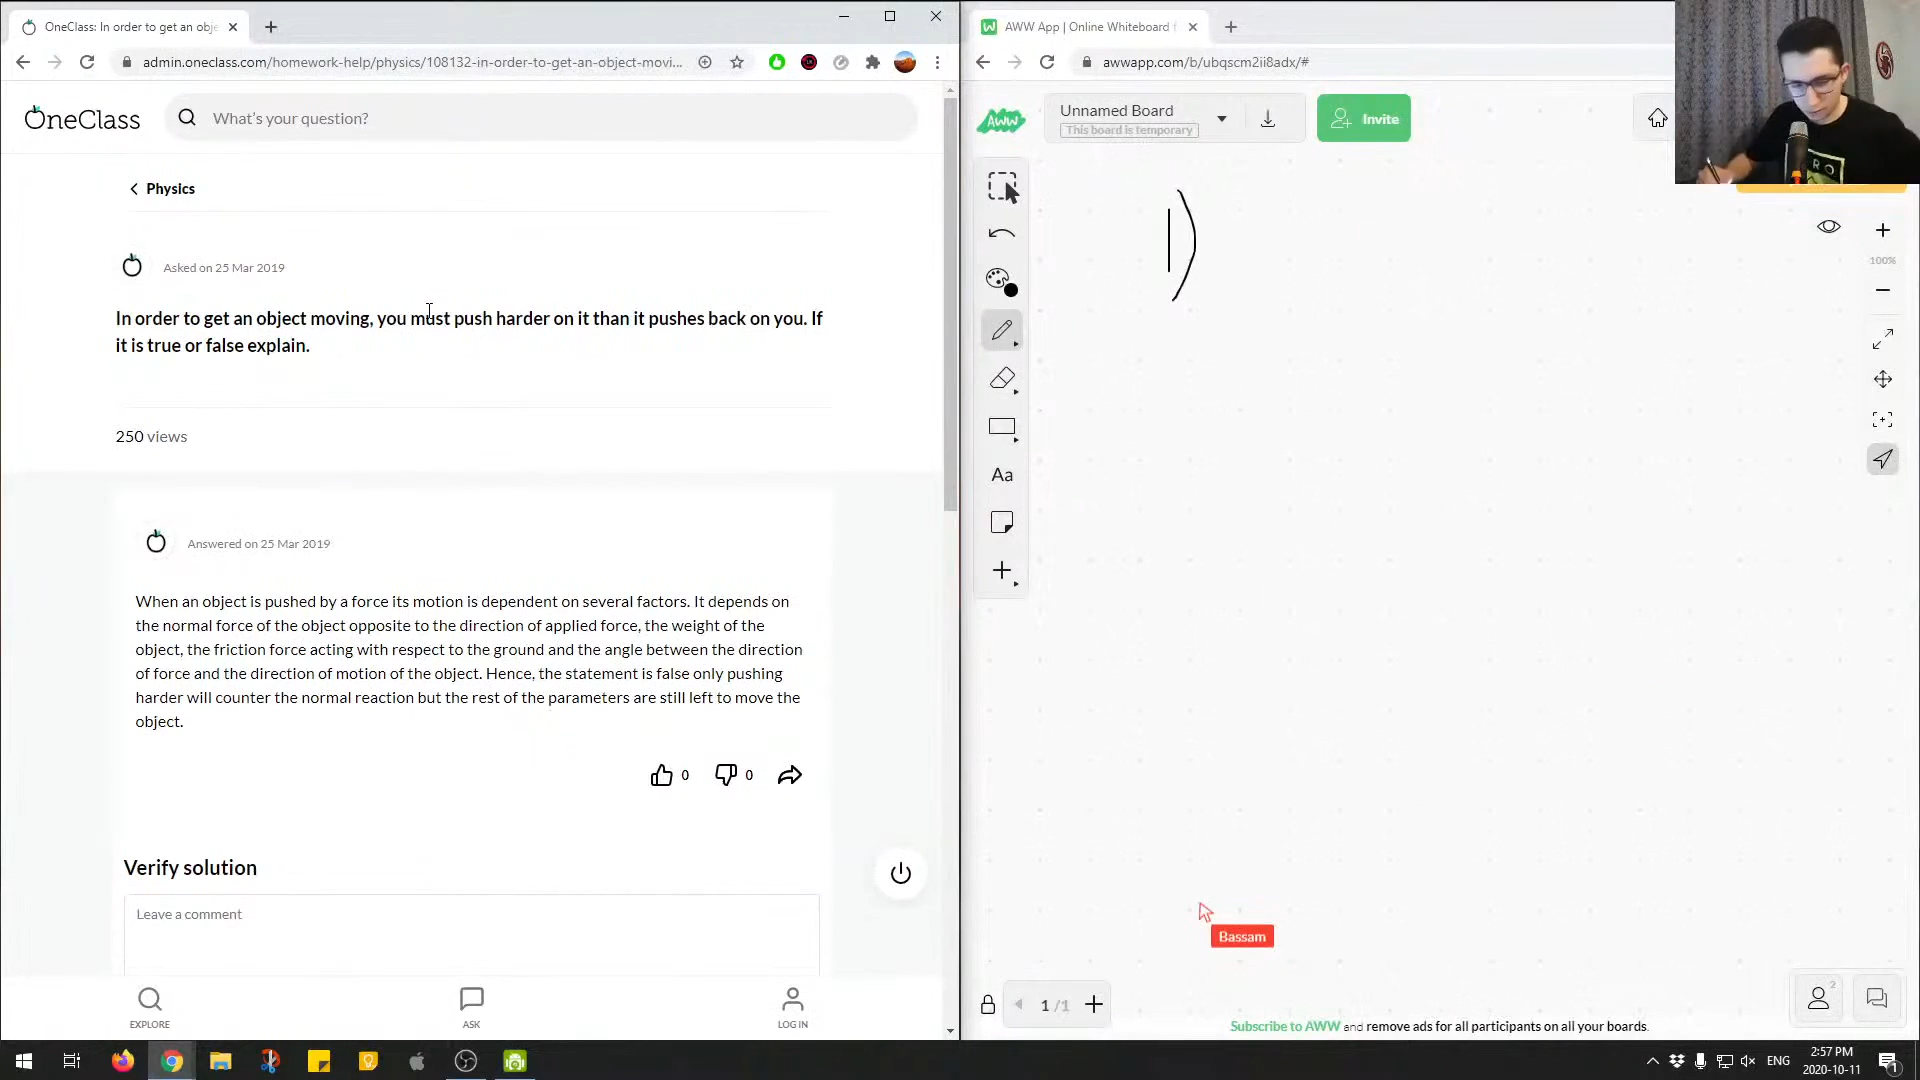 OneClass: In order to get an obje
AWW App | Online Whiteboard f
admin.oneclass.com/homework-help/physics/108132-in-order-to-get-an-object-movi...
awwapp.com/b/ubqscm2ii8adx/#
OneClass
What's your question?
Unnamed Board
This board is temporary
Invite
Physics
Asked on 25 Mar 2019
In order to get an object moving, you must push harder on it than it pushes back on you. If
it is true or false explain.
250 views
Answered on 25 Mar 2019
When an object is pushed by a force its motion is dependent on several factors. It depends on
the normal force of the object opposite to the direction of applied force, the weight of the
object, the friction force acting with respect to the ground and the angle between the direction
of force and the direction of motion of the object. Hence, the statement is false only pushing
harder will counter the normal reaction but the rest of the parameters are still left to move the
object.
0
0
Verify solution
Leave a comment
EXPLORE
ASK
LOG IN
AWW
1)
100%
Aa
Bassam
1 /1
2
Subscribe to AWW and remove ads for all participants on all your boards.
ENG
2:57 PM
2020-10-11
1